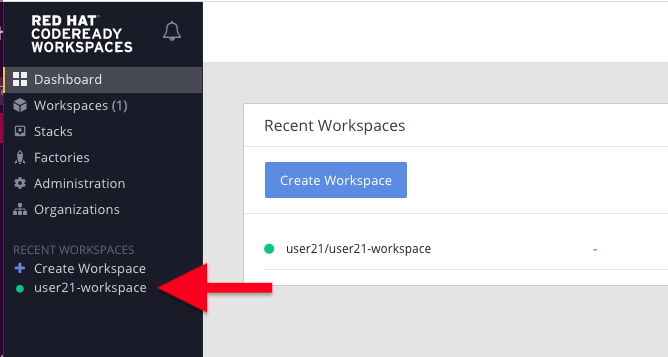 RED HAT
CODEREADY
WORKSPACES
Dashboard
Workspaces (1)
Stacks
Factories
Administration
Organizations
RECENT WORKSPACES
Create Workspace
user21-workspace
Recent Workspaces
Create Workspace
user21/user21-workspace
-